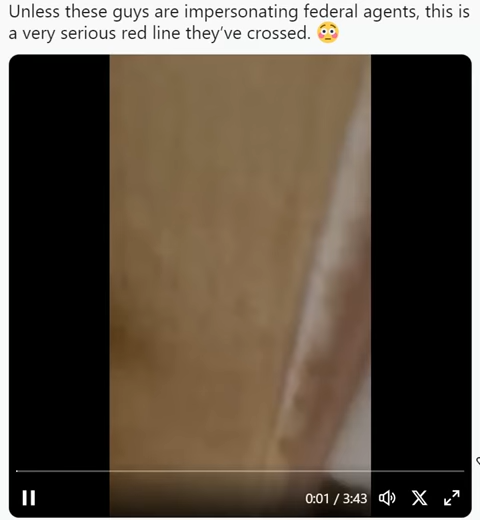 Unless these guys are impersonating federal agents, this is
a very serious red line they’ve crossed. 😳
0:01 / 3:43